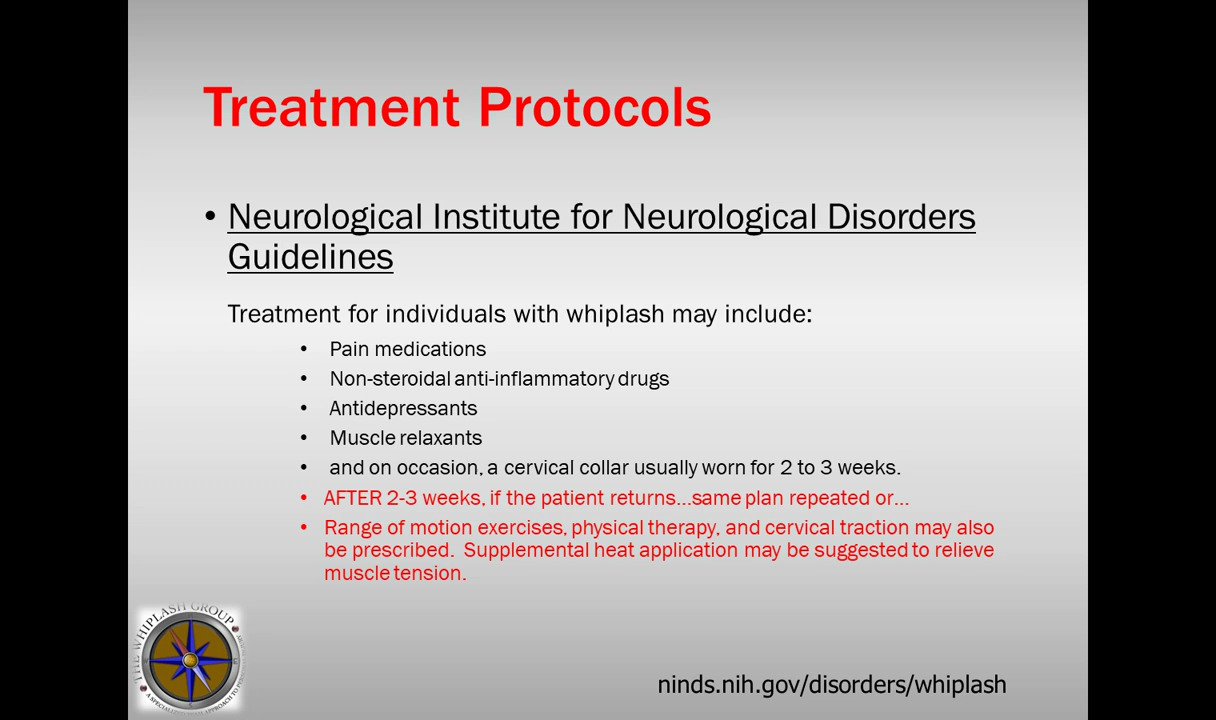 Treatment Protocols
• Neurological Institute for Neurological Disorders
Guidelines
Treatment for individuals with whiplash may include:
• Pain medications
• Non-steroidal anti-inflammatory drugs
• Antidepressants
• Muscle relaxants
• and on occasion, a cervical collar usually worn for 2 to 3 weeks.
• AFTER 2-3 weeks, if the patient returns...same plan repeated or...
• Range of motion exercises, physical therapy, and cervical traction may also
be prescribed. Supplemental heat application may be suggested to relieve
muscle tension.
THE WHIPLASH GROUP
ninds.nih.gov/disorders/whiplash